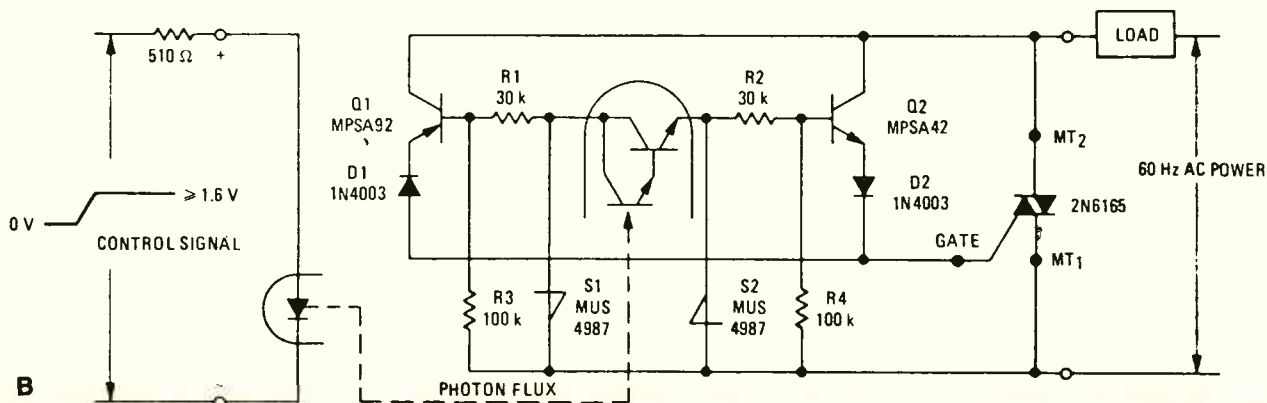 510 Ω
+
0 V
≥ 1.6 V
CONTROL SIGNAL
B
Q1
MPSA92
D1
1N4003
R1
30 k
R3
100 k
S1
MUS
4987
PHOTON FLUX
R2
30 k
S2
MUS
4987
R4
100 k
Q2
MPSA42
D2
1N4003
GATE
LOAD
MT2
2N6165
MT1
60 Hz AC POWER